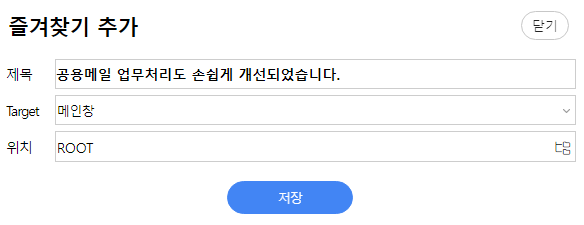 즐겨찾기 추가
닫기
제목 공용메일 업무처리도 손쉽게 개선되었습니다.
Target 메인창
위치 ROOT
저장